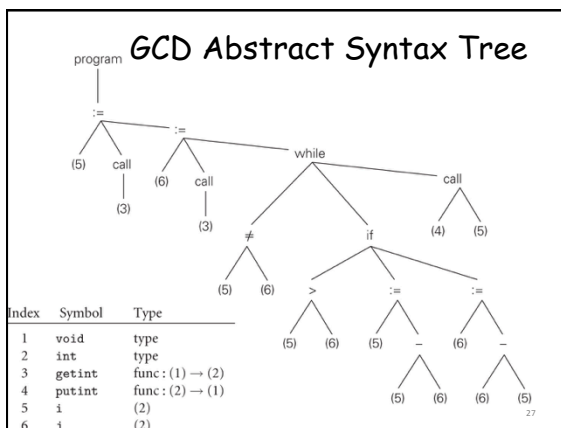 GCD Abstract Syntax Tree
program
:=
:=
while
(5) call
(6) call
call
(3)
(3)
≠
if
(4) (5)
(5) (6)
> := :=
(5) (6) (5) – (6) –
(5) (6) (6) (5)
Index Symbol Type
1 void type
2 int type
3 getint func : (1) → (2)
4 putint func : (2) → (1)
5 i (2)
6 j (2)
27